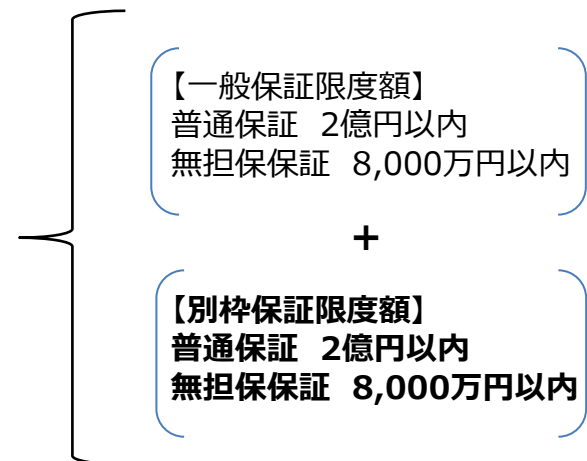 【一般保証限度額】
普通保証 2億円以内
無担保保証 8,000万円以内
+
【別枠保証限度額】
普通保証 2億円以内
無担保保証 8,000万円以内